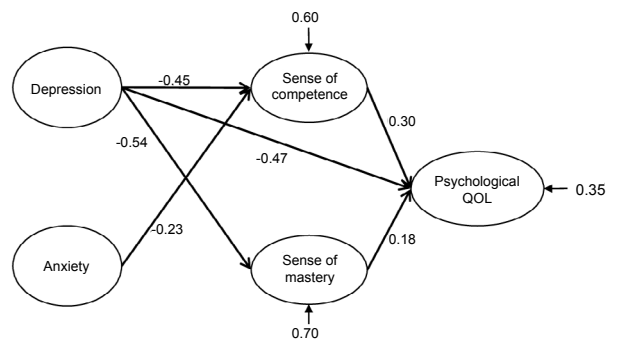 0.60
Depression
-0.45
Sense of
competence
-0.54
0.30
-0.47
Psychological
QOL
0.35
-0.23
0.18
Anxiety
Sense of
mastery
0.70